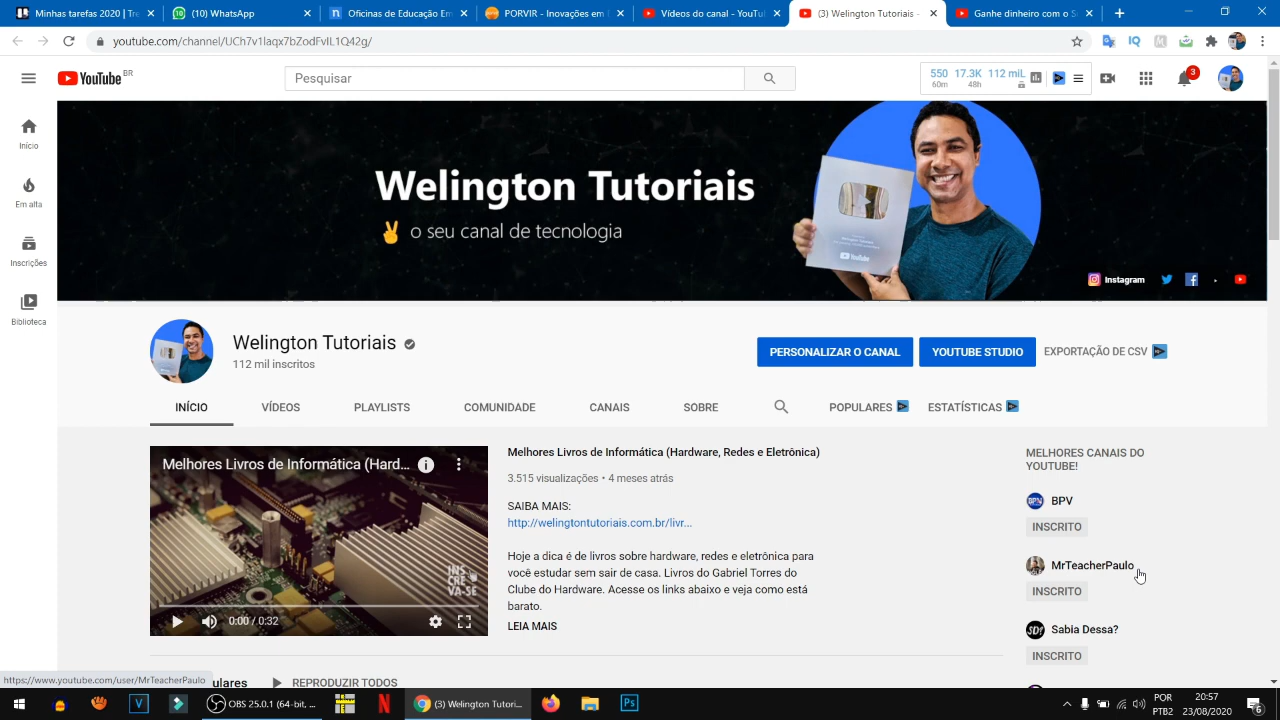 Minhas tarefas 2020 | Tre
(10) WhatsApp
Oficinas de Educação Em
PORVIR - Inovações em
Vídeos do canal - YouTu
(3) Welington Tutoriais -
Ganhe dinheiro com o S
youtube.com/channel/UCh7v1laqx7bZodFvIL1Q42g/
YouTube BR
Pesquisar
550 17.3K 112 mil
60m 48h
3
Início
Em alta
Inscrições
Biblioteca
Welington Tutoriais
✌ o seu canal de tecnologia
Welington Tutoriais
YouTube
Instagram
Welington Tutoriais
112 mil inscritos
PERSONALIZAR O CANAL
YOUTUBE STUDIO
EXPORTAÇÃO DE CSV
INÍCIO VÍDEOS PLAYLISTS COMUNIDADE CANAIS SOBRE POPULARES ESTATÍSTICAS
Melhores Livros de Informática (Hard...
INS
CRE
VA-SE
0:00 / 0:32
Melhores Livros de Informática (Hardware, Redes e Eletrônica)
3.515 visualizações • 4 meses atrás
SAIBA MAIS:
http://welingtontutoriais.com.br/livr...
Hoje a dica é de livros sobre hardware, redes e eletrônica para
você estudar sem sair de casa. Livros do Gabriel Torres do
Clube do Hardware. Acesse os links abaixo e veja como está
barato.
LEIA MAIS
MELHORES CANAIS DO
YOUTUBE!
BPV
INSCRITO
MrTeacherPaulo
INSCRITO
SD?
Sabia Dessa?
INSCRITO
https://www.youtube.com/user/MrTeacherPaulo
ulares
REPRODUZIR TODOS
OBS 25.0.1 (64-bit, ...
(3) Welington Tutori...
Ps
POR
PTB2
20:57
23/08/2020
6